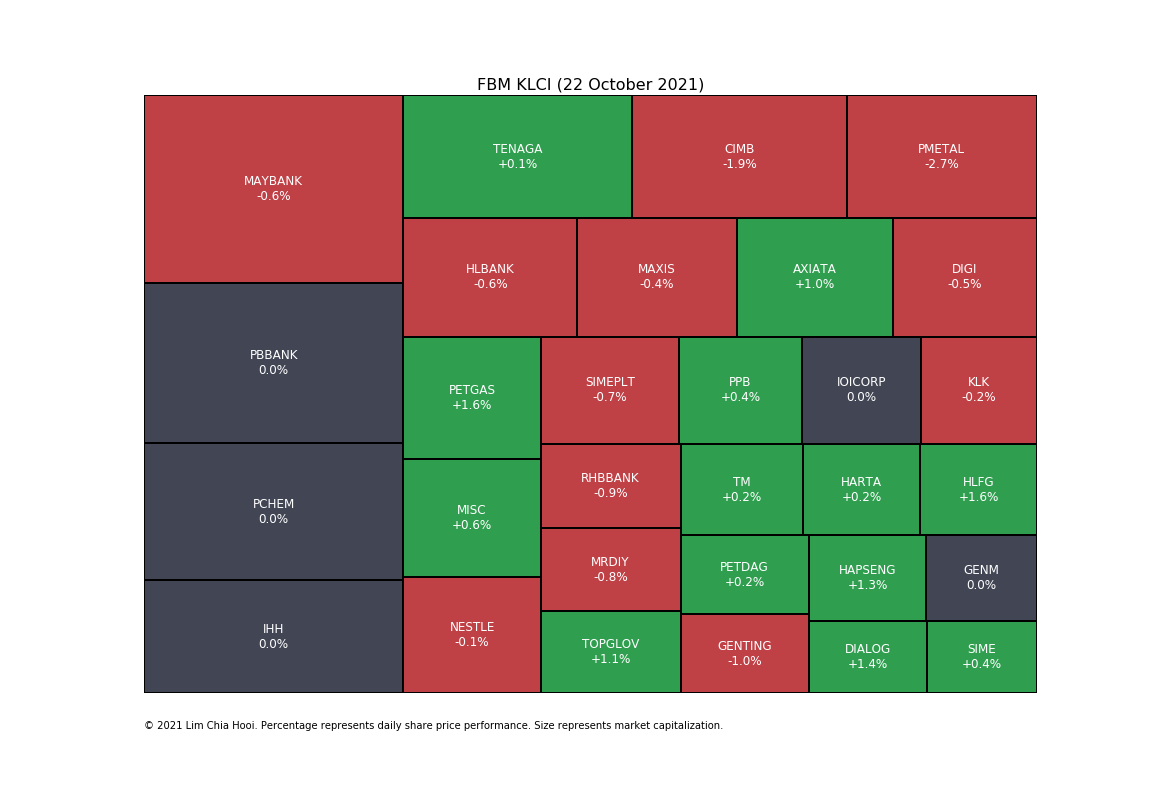 FBM KLCI (22 October 2021)
MAYBANK
-0.6%
TENAGA
+0.1%
CIMB
-1.9%
PMETAL
-2.7%
HLBANK
-0.6%
MAXIS
-0.4%
AXIATA
+1.0%
DIGI
-0.5%
PBBANK
0.0%
PETGAS
+1.6%
SIMEPLT
-0.7%
PPB
+0.4%
IOICORP
0.0%
KLK
-0.2%
PCHEM
0.0%
MISC
+0.6%
RHBBANK
-0.9%
TM
+0.2%
HARTA
+0.2%
HLFG
+1.6%
MRDIY
-0.8%
PETDAG
+0.2%
HAPSENG
+1.3%
GENM
0.0%
IHH
0.0%
NESTLE
-0.1%
TOPGLOV
+1.1%
GENTING
-1.0%
DIALOG
+1.4%
SIME
+0.4%
© 2021 Lim Chia Hooi. Percentage represents daily share price performance. Size represents market capitalization.